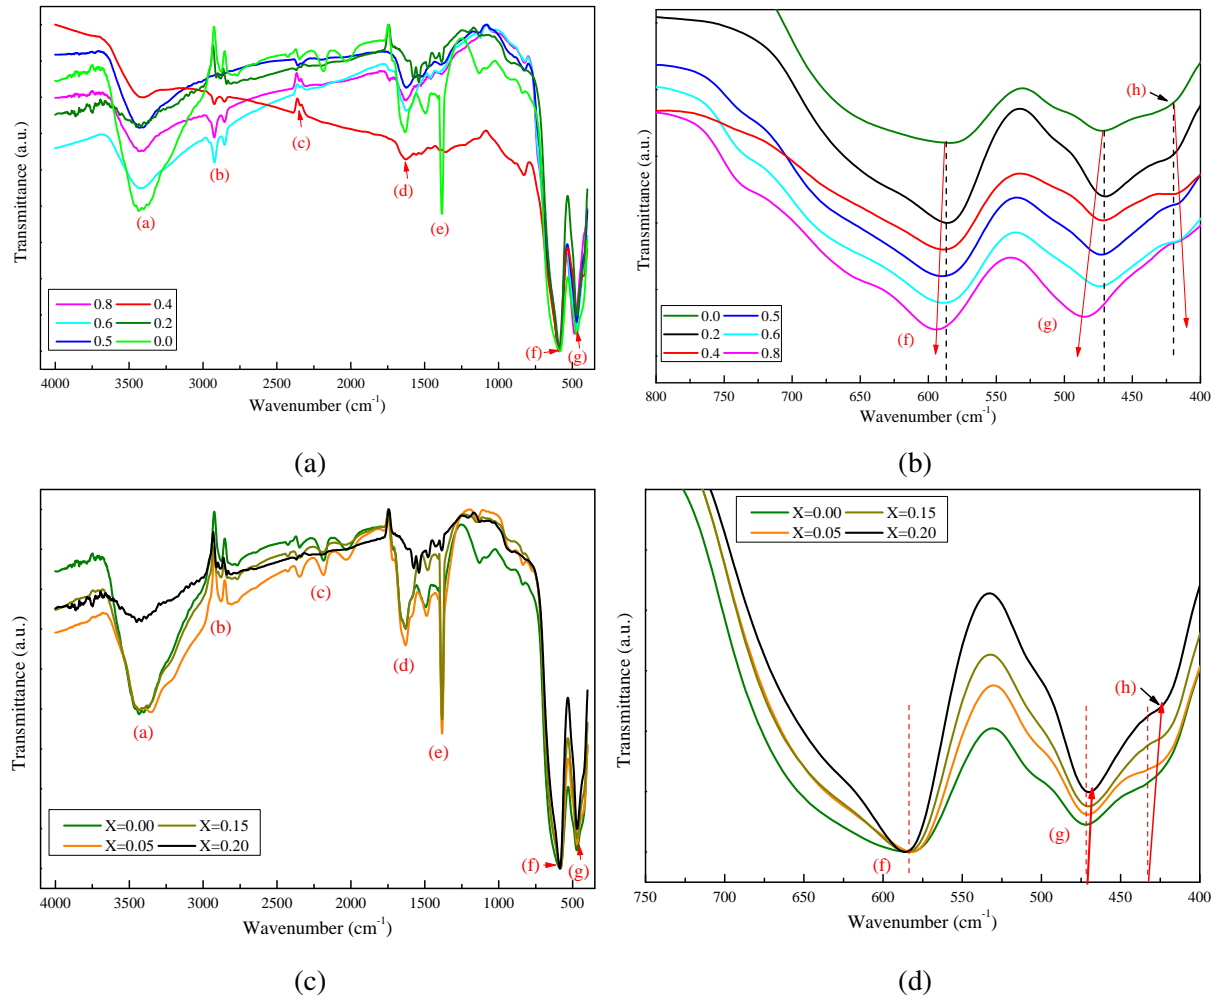 Transmittance (a.u.)
(a)
(b)
(c)
(d)
(e)
(f)
(g)
0.8 0.4
0.6 0.2
0.5 0.0
4000 3500 3000 2500 2000 1500 1000 500
Wavenumber (cm-1)
(a)
Transmittance (a.u.)
(h)
(f)
(g)
0.0 0.5
0.2 0.6
0.4 0.8
800 750 700 650 600 550 500 450 400
Wavenumber (cm-1)
(b)
Transmittance (a.u.)
(a)
(b)
(c)
(d)
(e)
(f)
(g)
X=0.00 X=0.15
X=0.05 X=0.20
4000 3500 3000 2500 2000 1500 1000 500
Wavenumber (cm-1)
(c)
Transmittance (a.u.)
X=0.00 X=0.15
X=0.05 X=0.20
(h)
(g)
(f)
750 700 650 600 550 500 450 400
Wavenumber (cm-1)
(d)